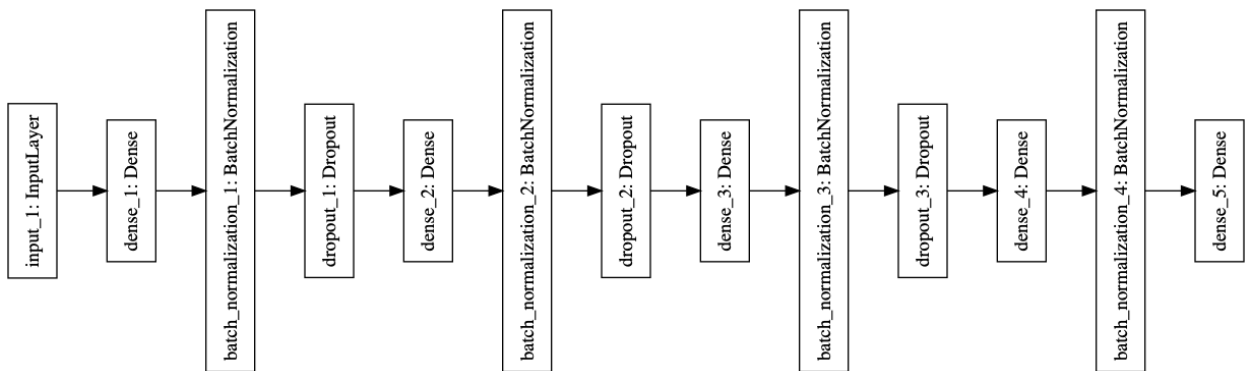 input_1: InputLayer
dense_1: Dense
batch_normalization_1: BatchNormalization
dropout_1: Dropout
dense_2: Dense
batch_normalization_2: BatchNormalization
dropout_2: Dropout
dense_3: Dense
batch_normalization_3: BatchNormalization
dropout_3: Dropout
dense_4: Dense
batch_normalization_4: BatchNormalization
dense_5: Dense